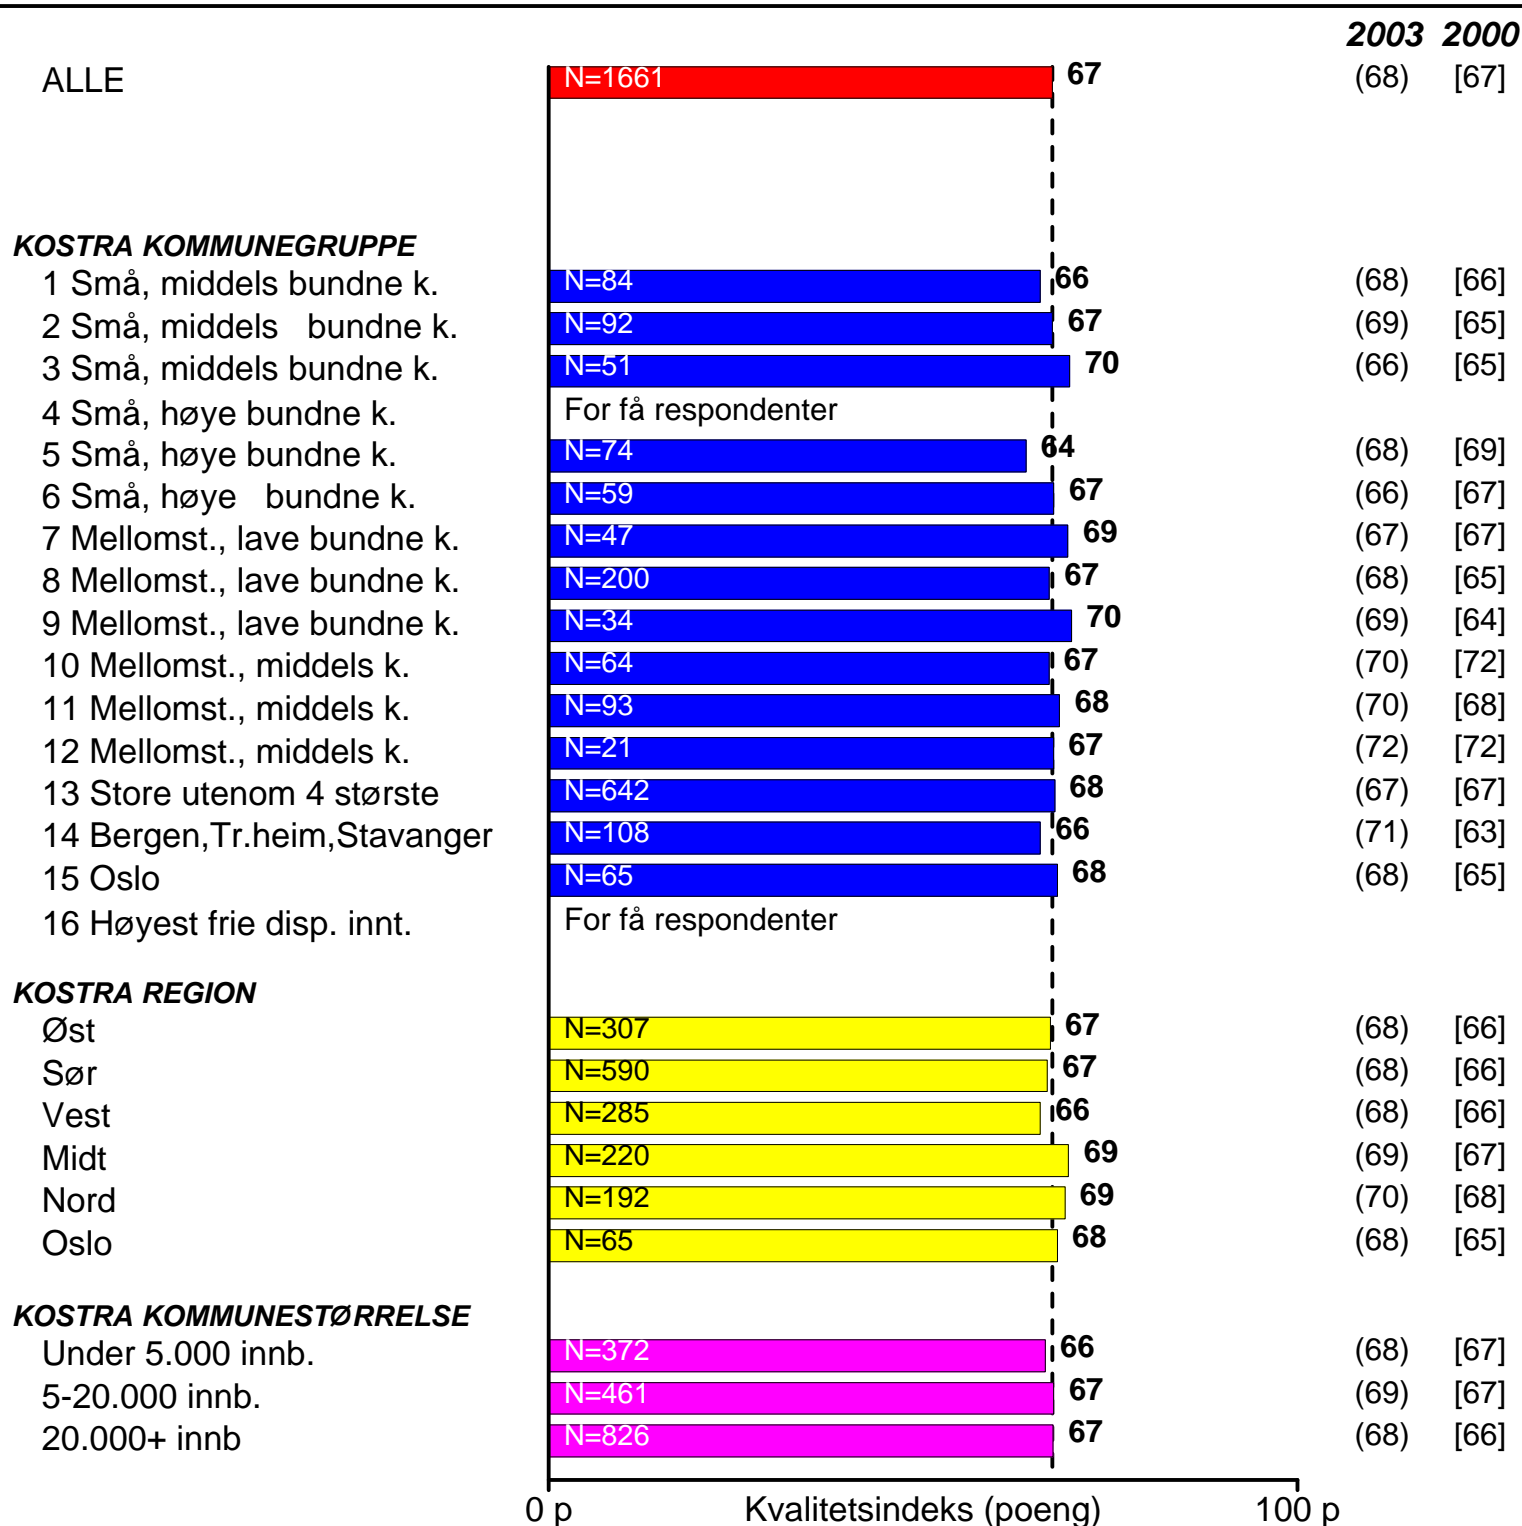 2003 2000
ALLE N=1661 67 (68) [67]
KOSTRA KOMMUNEGRUPPE
1 Små, middels bundne k. N=84 66 (68) [66]
2 Små, middels bundne k. N=92 67 (69) [65]
3 Små, middels bundne k. N=51 70 (66) [65]
4 Små, høye bundne k. For få respondenter
5 Små, høye bundne k. N=74 64 (68) [69]
6 Små, høye bundne k. N=59 67 (66) [67]
7 Mellomst., lave bundne k. N=47 69 (67) [67]
8 Mellomst., lave bundne k. N=200 67 (68) [65]
9 Mellomst., lave bundne k. N=34 70 (69) [64]
10 Mellomst., middels k. N=64 67 (70) [72]
11 Mellomst., middels k. N=93 68 (70) [68]
12 Mellomst., middels k. N=21 67 (72) [72]
13 Store utenom 4 største N=642 68 (67) [67]
14 Bergen,Tr.heim,Stavanger N=108 66 (71) [63]
15 Oslo N=65 68 (68) [65]
16 Høyest frie disp. innt. For få respondenter
KOSTRA REGION
Øst N=307 67 (68) [66]
Sør N=590 67 (68) [66]
Vest N=285 66 (68) [66]
Midt N=220 69 (69) [67]
Nord N=192 69 (70) [68]
Oslo N=65 68 (68) [65]
KOSTRA KOMMUNESTØRRELSE
Under 5.000 innb. N=372 66 (68) [67]
5-20.000 innb. N=461 67 (69) [67]
20.000+ innb N=826 67 (68) [66]
0 p Kvalitetsindeks (poeng) 100 p